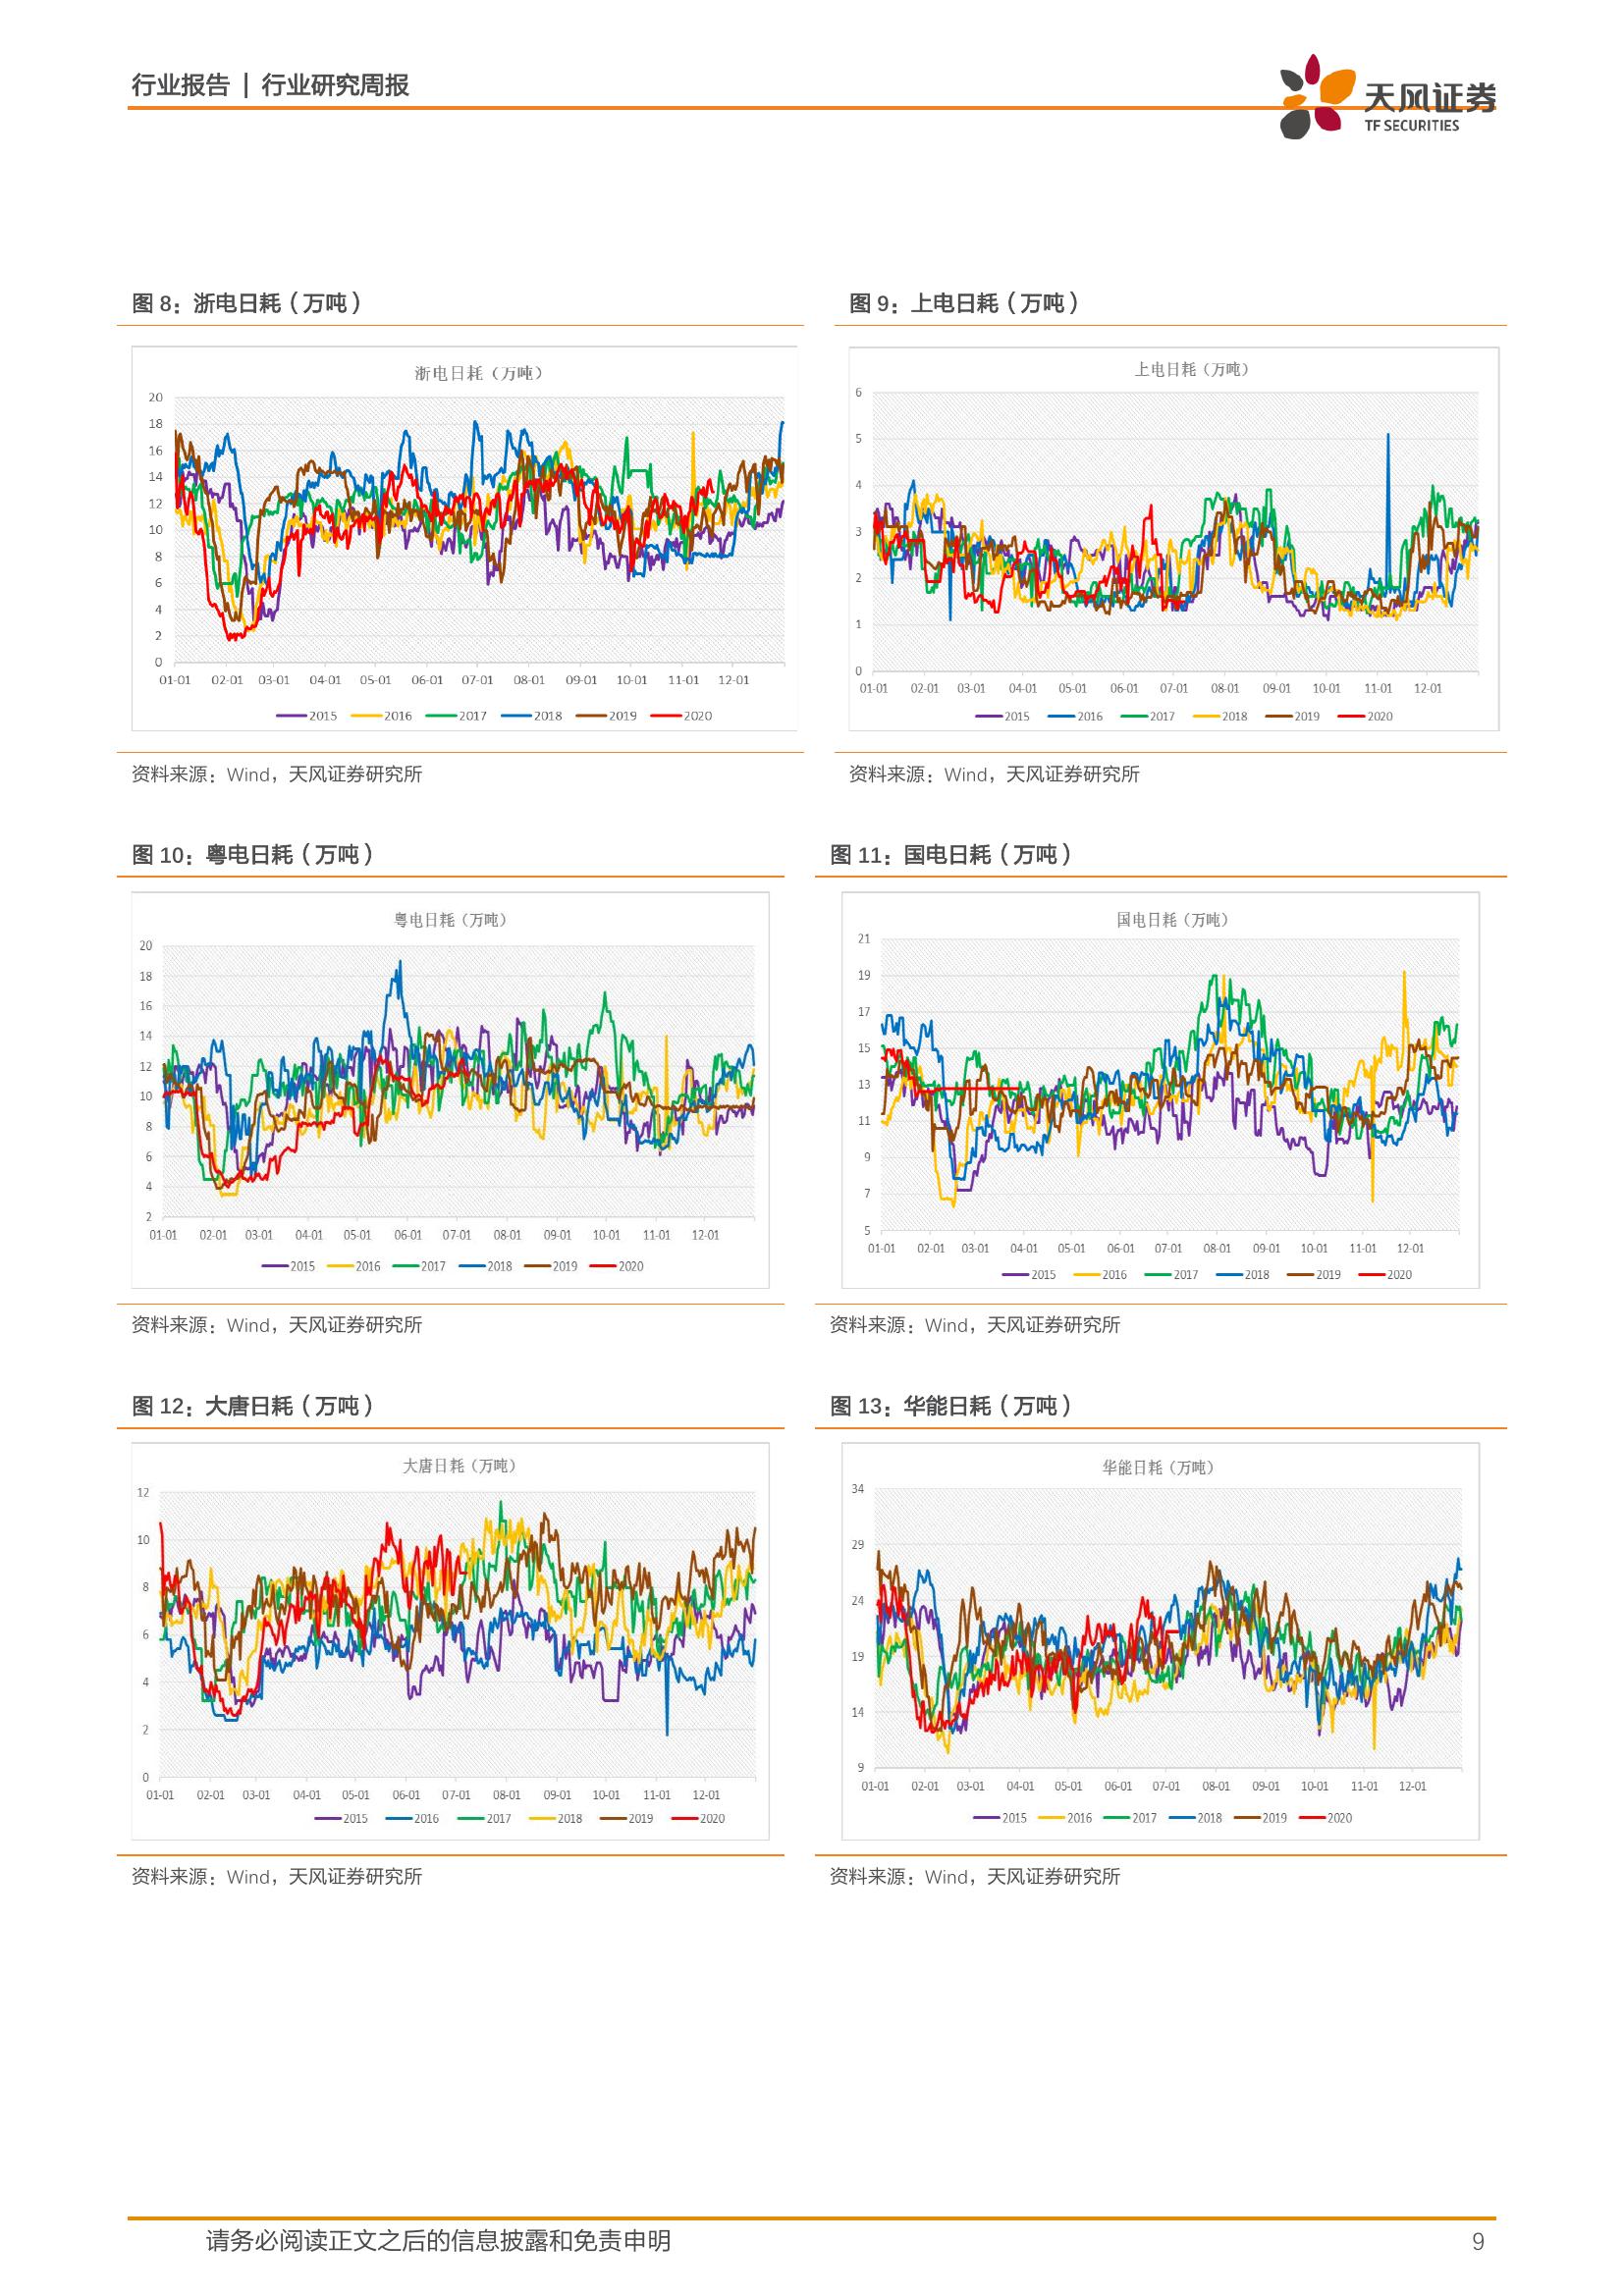 行业报告 | 行业研究周报
天风证券
TF SECURITIES
图 8：浙电日耗（万吨）
图 9：上电日耗（万吨）
浙电日耗（万吨）
20
18
16
14
12
10
8
6
4
2
0
01-01 02-01 03-01 04-01 05-01 06-01 07-01 08-01 09-01 10-01 11-01 12-01
2015 2016 2017 2018 2019 2020
上电日耗（万吨）
6
5
4
3
2
1
0
01-01 02-01 03-01 04-01 05-01 06-01 07-01 08-01 09-01 10-01 11-01 12-01
2015 2016 2017 2018 2019 2020
资料来源：Wind，天风证券研究所
资料来源：Wind，天风证券研究所
图 10：粤电日耗（万吨）
图 11：国电日耗（万吨）
粤电日耗（万吨）
20
18
16
14
12
10
8
6
4
2
01-01 02-01 03-01 04-01 05-01 06-01 07-01 08-01 09-01 10-01 11-01 12-01
2015 2016 2017 2018 2019 2020
国电日耗（万吨）
21
19
17
15
13
11
9
7
5
01-01 02-01 03-01 04-01 05-01 06-01 07-01 08-01 09-01 10-01 11-01 12-01
2015 2016 2017 2018 2019 2020
资料来源：Wind，天风证券研究所
资料来源：Wind，天风证券研究所
图 12：大唐日耗（万吨）
图 13：华能日耗（万吨）
大唐日耗（万吨）
12
10
8
6
4
2
0
01-01 02-01 03-01 04-01 05-01 06-01 07-01 08-01 09-01 10-01 11-01 12-01
2015 2016 2017 2018 2019 2020
华能日耗（万吨）
34
29
24
19
14
9
01-01 02-01 03-01 04-01 05-01 06-01 07-01 08-01 09-01 10-01 11-01 12-01
2015 2016 2017 2018 2019 2020
资料来源：Wind，天风证券研究所
资料来源：Wind，天风证券研究所
请务必阅读正文之后的信息披露和免责申明
9